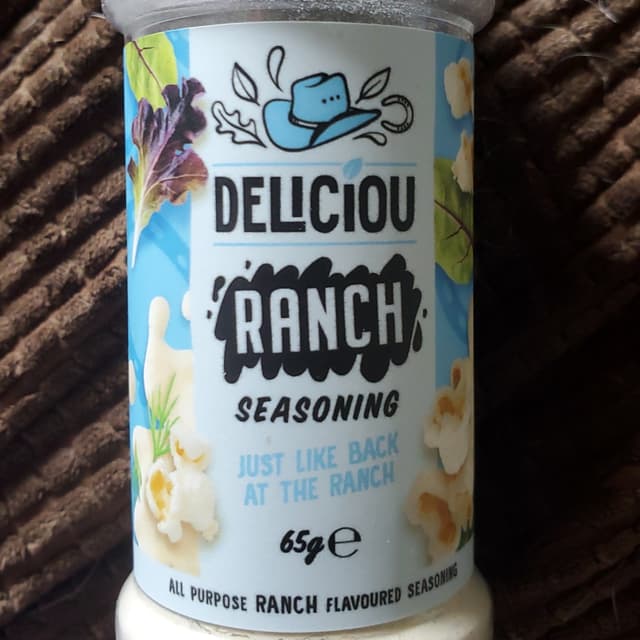 DELICIOU
RANCH
SEASONING
JUST LIKE BACK
AT THE RANCH
65g℮
ALL PURPOSE RANCH FLAVOURED SEASONING